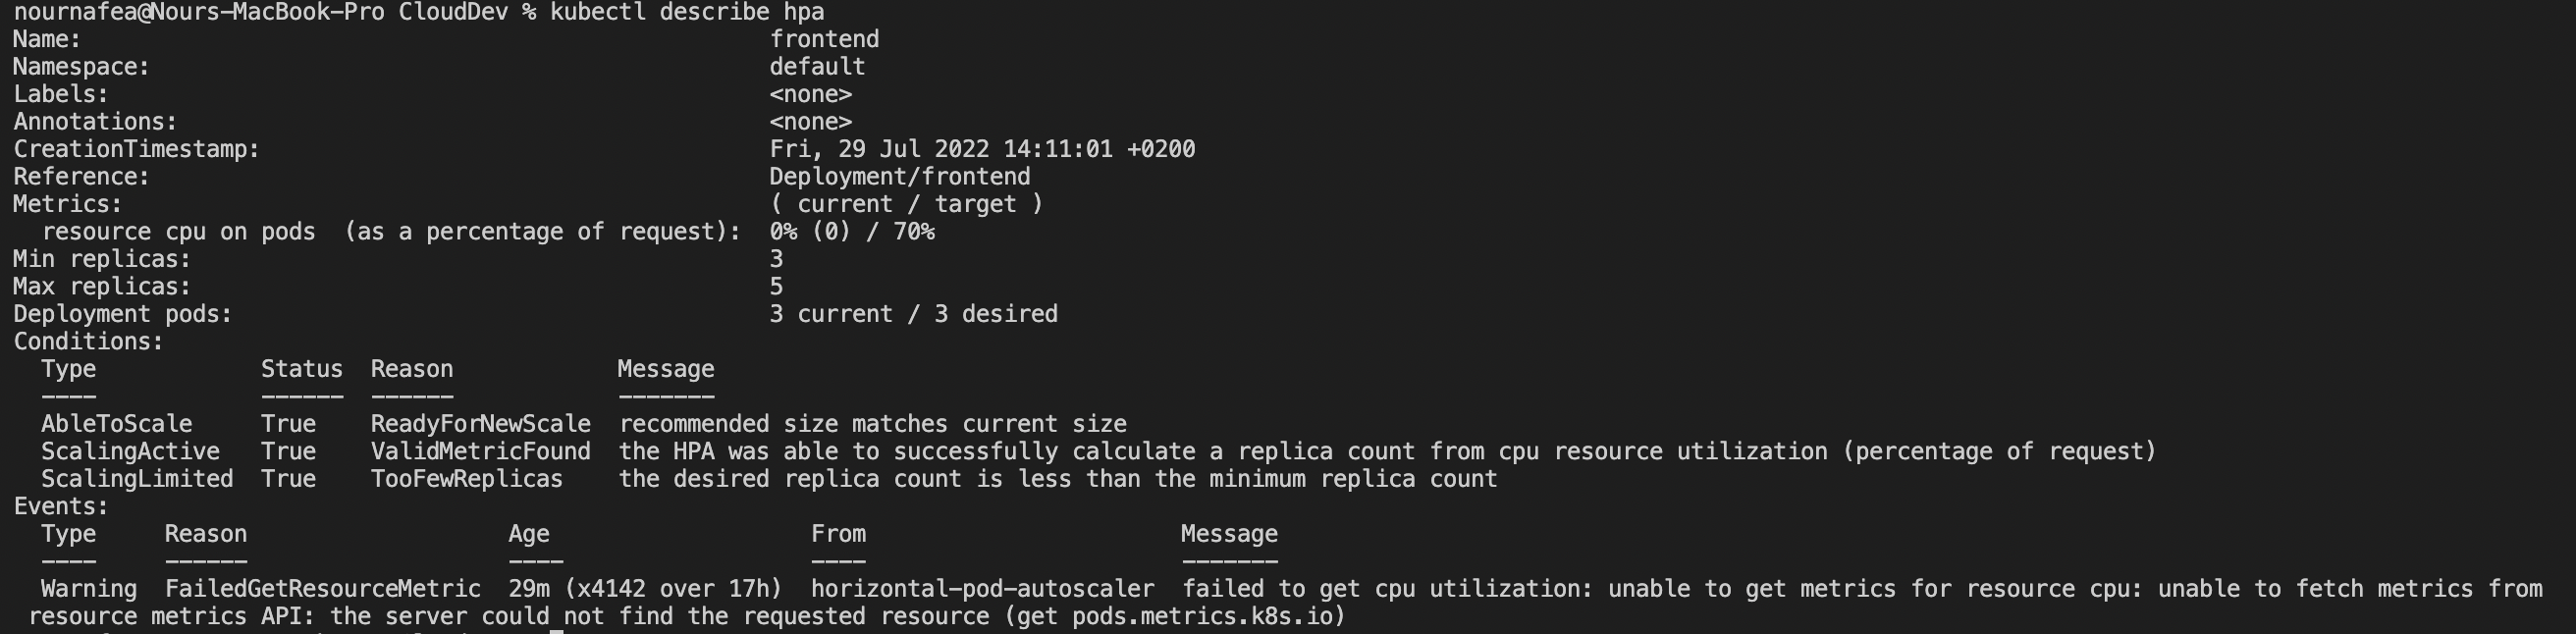 nournafea@Nours-MacBook-Pro CloudDev % kubectl describe hpa
Name: frontend
Namespace: default
Labels: <none>
Annotations: <none>
CreationTimestamp: Fri, 29 Jul 2022 14:11:01 +0200
Reference: Deployment/frontend
Metrics: ( current / target )
resource cpu on pods (as a percentage of request): 0% (0) / 70%
Min replicas: 3
Max replicas: 5
Deployment pods: 3 current / 3 desired
Conditions:
Type Status Reason Message
---- ------ ------ -------
AbleToScale True ReadyForNewScale recommended size matches current size
ScalingActive True ValidMetricFound the HPA was able to successfully calculate a replica count from cpu resource utilization (percentage of request)
ScalingLimited True TooFewReplicas the desired replica count is less than the minimum replica count
Events:
Type Reason Age From Message
---- ------ ---- ---- -------
Warning FailedGetResourceMetric 29m (x4142 over 17h) horizontal-pod-autoscaler failed to get cpu utilization: unable to get metrics for resource cpu: unable to fetch metrics from
resource metrics API: the server could not find the requested resource (get pods.metrics.k8s.io)